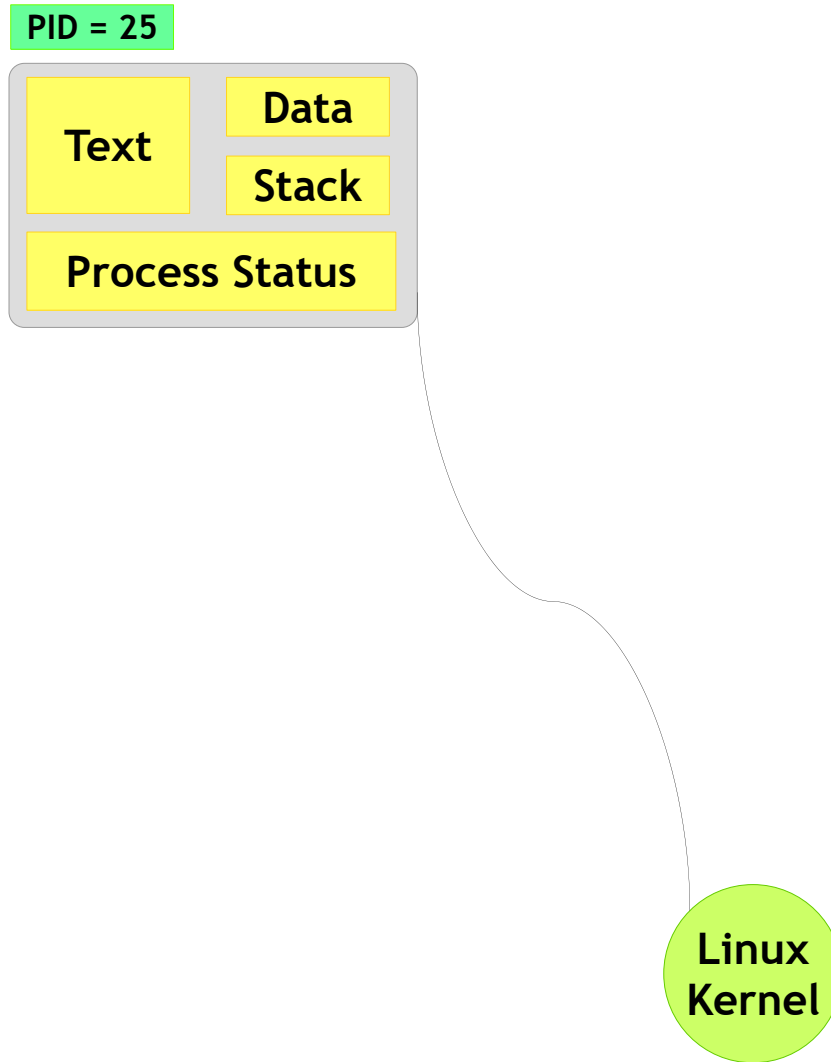 PID = 25
Text
Data
Stack
Process Status
Linux
Kernel